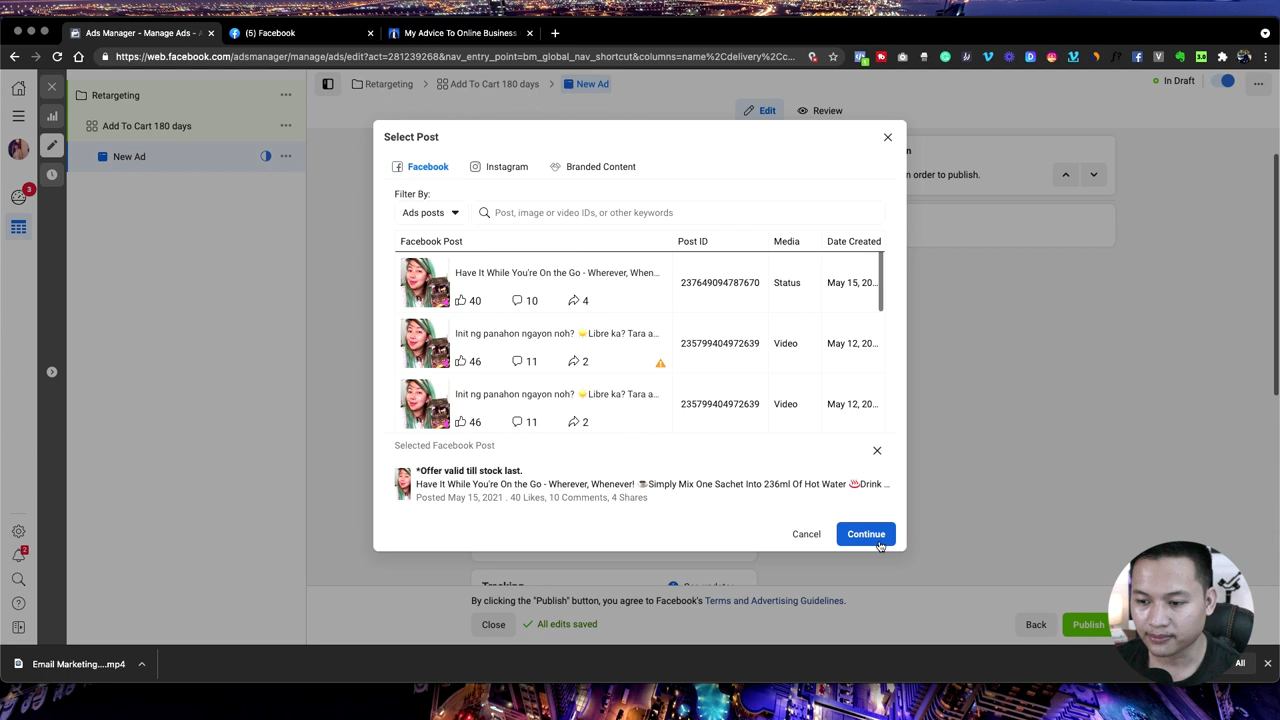 Ads Manager - Manage Ads - A
(5) Facebook
My Advice To Online Business
https://web.facebook.com/adsmanager/manage/ads/edit?act=281239268&nav_entry_point=bm_global_nav_shortcut&columns=name%2Cdelivery%2Cc...
Retargeting
Add To Cart 180 days
New Ad
3
2
Retargeting
Add To Cart 180 days
New Ad
In Draft
Edit
Review
n order to publish.
Select Post
Facebook
Instagram
Branded Content
Filter By:
Ads posts
Post, image or video IDs, or other keywords
Facebook Post
Post ID
Media
Date Created
Have It While You're On the Go - Wherever, When...
40
10
4
237649094787670
Status
May 15, 20...
Init ng panahon ngayon noh? 🌟Libre ka? Tara a...
46
11
2
235799404972639
Video
May 12, 20...
Init ng panahon ngayon noh? 🌟Libre ka? Tara a...
46
11
2
235799404972639
Video
May 12, 20...
Selected Facebook Post
*Offer valid till stock last.
Have It While You're On the Go - Wherever, Whenever! ☕Simply Mix One Sachet Into 236ml Of Hot Water ♨️Drink ...
Posted May 15, 2021 . 40 Likes, 10 Comments, 4 Shares
Cancel
Continue
Tracking
By clicking the "Publish" button, you agree to Facebook's Terms and Advertising Guidelines.
Close
All edits saved
Back
Publish
Email Marketing....mp4
All